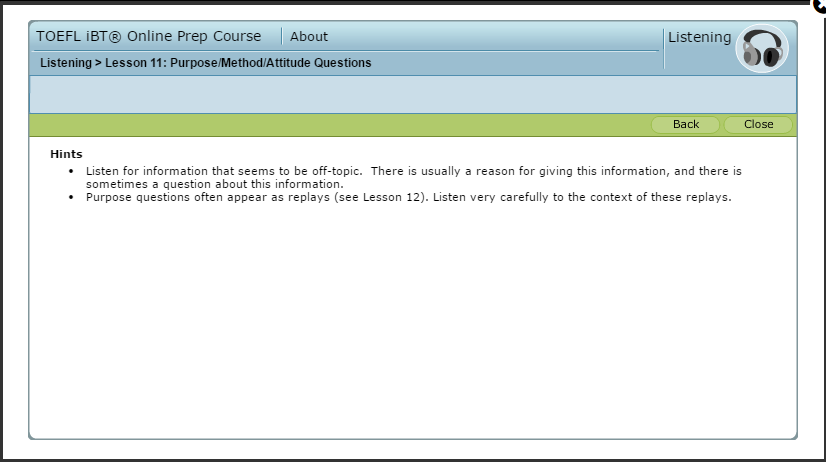 TOEFL iBT® Online Prep Course About Listening
Listening > Lesson 11: Purpose/Method/Attitude Questions
Back Close
Hints
• Listen for information that seems to be off-topic. There is usually a reason for giving this information, and there is
sometimes a question about this information.
• Purpose questions often appear as replays (see Lesson 12). Listen very carefully to the context of these replays.